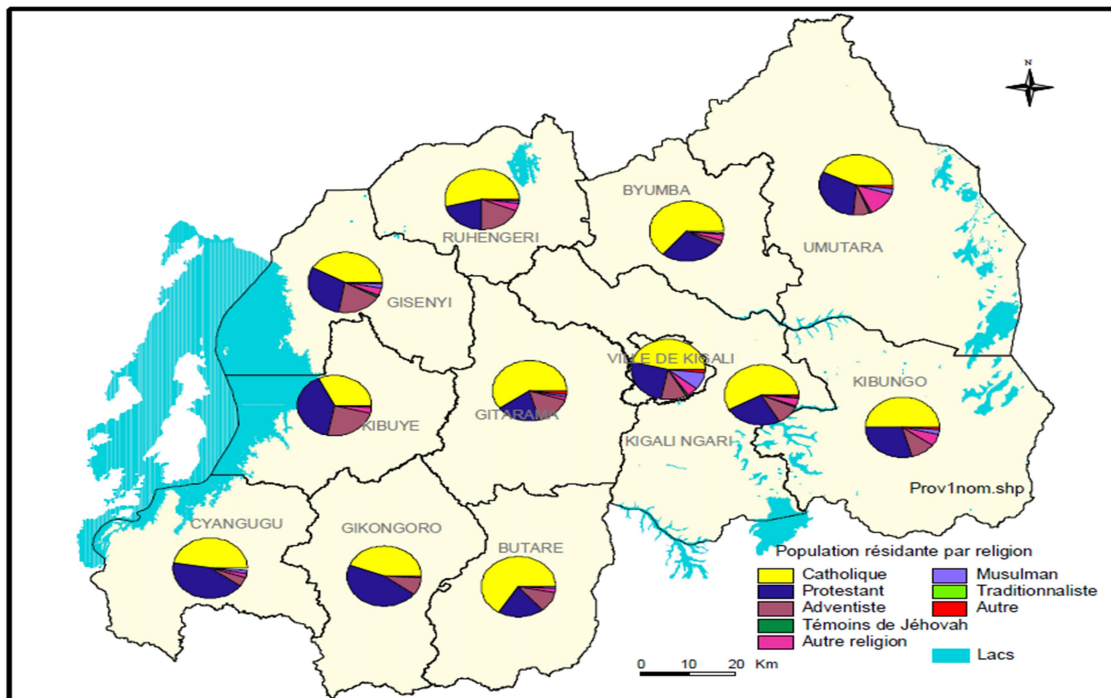 N
BYUMBA
RUHENGERI
UMUTARA
GISENYI
VILLE DE KIGALI
KIBUNGO
GITARAMA
KIBUYE
KIGALI NGARI
Prov1nom.shp
CYANGUGU
GIKONGORO
BUTARE
Population résidante par religion
Catholique
Musulman
Protestant
Traditionnaliste
Adventiste
Autre
Témoins de Jéhovah
Autre religion
Lacs
0 10 20 Km